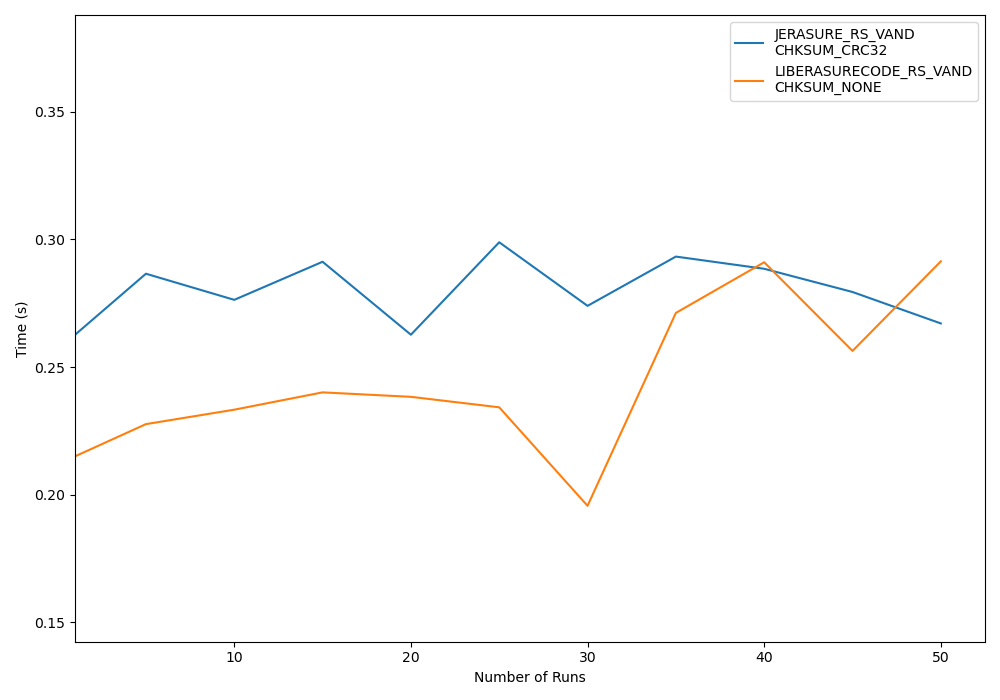 JERASURE_RS_VAND
CHKSUM_CRC32
LIBERASURECODE_RS_VAND
CHKSUM_NONE
0.35
0.30
0.25
0.20
0.15
Time (s)
10 20 30 40 50
Number of Runs